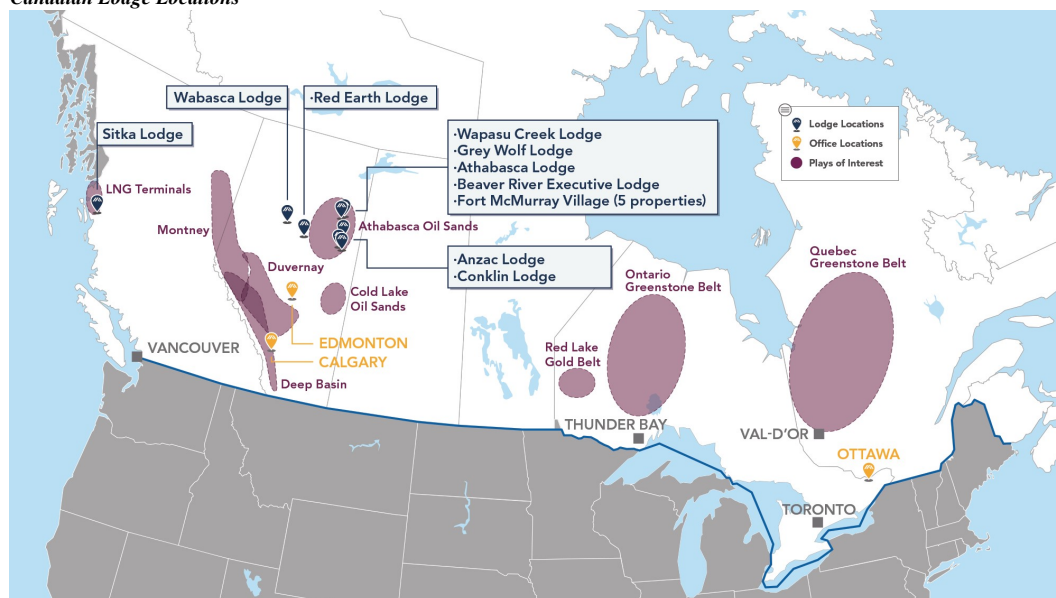 Canadian Lodge Locations
Wabasca Lodge
·Red Earth Lodge
Sitka Lodge
·Wapasu Creek Lodge
·Grey Wolf Lodge
·Athabasca Lodge
·Beaver River Executive Lodge
·Fort McMurray Village (5 properties)
Lodge Locations
Office Locations
Plays of Interest
LNG Terminals
Montney
Athabasca Oil Sands
·Anzac Lodge
·Conklin Lodge
Duvernay
Cold Lake
Oil Sands
Ontario
Greenstone Belt
Quebec
Greenstone Belt
EDMONTON
CALGARY
VANCOUVER
Deep Basin
Red Lake
Gold Belt
THUNDER BAY
VAL-D'OR
OTTAWA
TORONTO